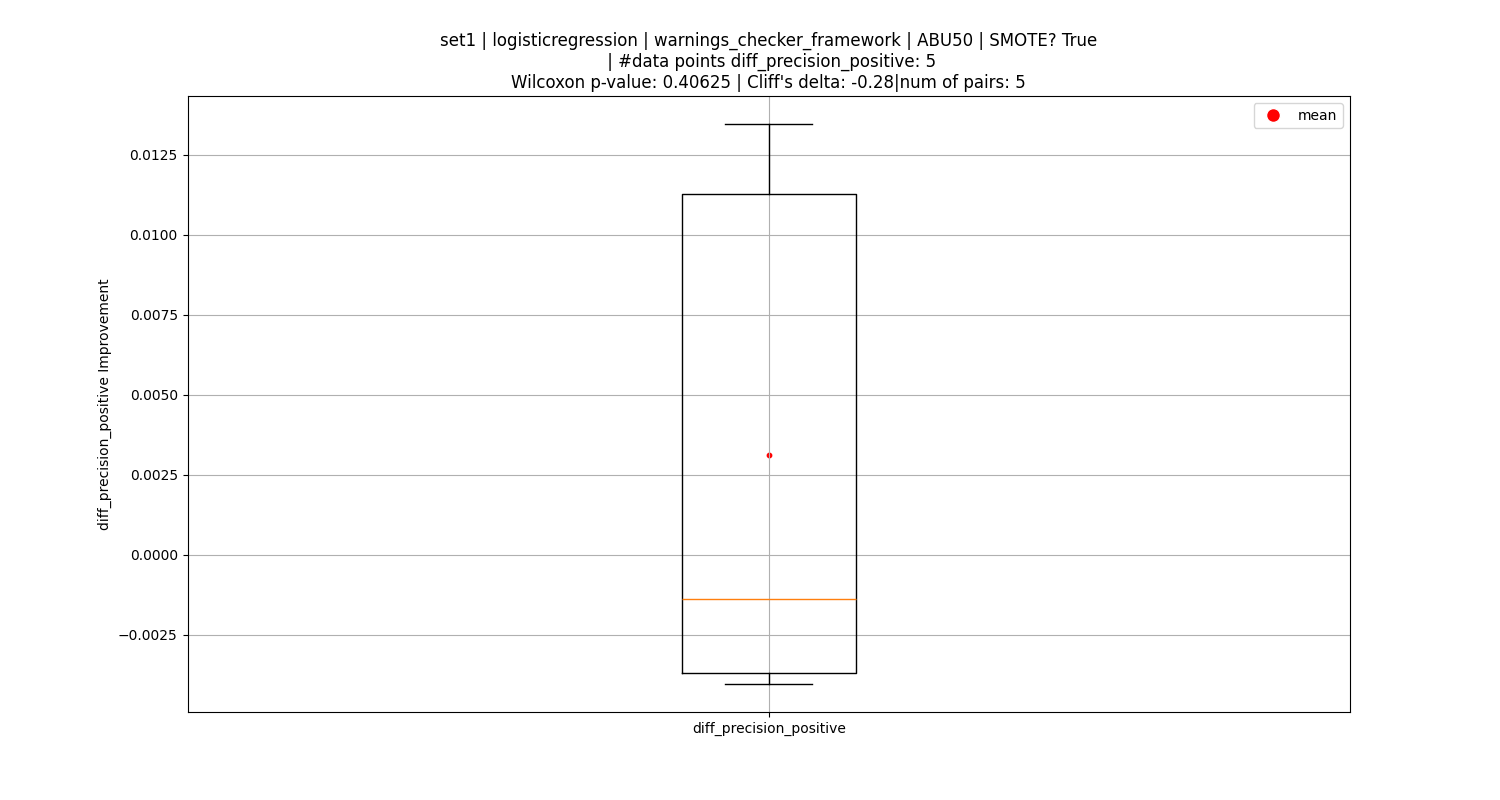 set1 | logisticregression | warnings_checker_framework | ABU50 | SMOTE? True
| #data points diff_precision_positive: 5
Wilcoxon p-value: 0.40625 | Cliff's delta: -0.28|num of pairs: 5
mean
0.0125
0.0100
0.0075
0.0050
0.0025
0.0000
−0.0025
diff_precision_positive Improvement
diff_precision_positive